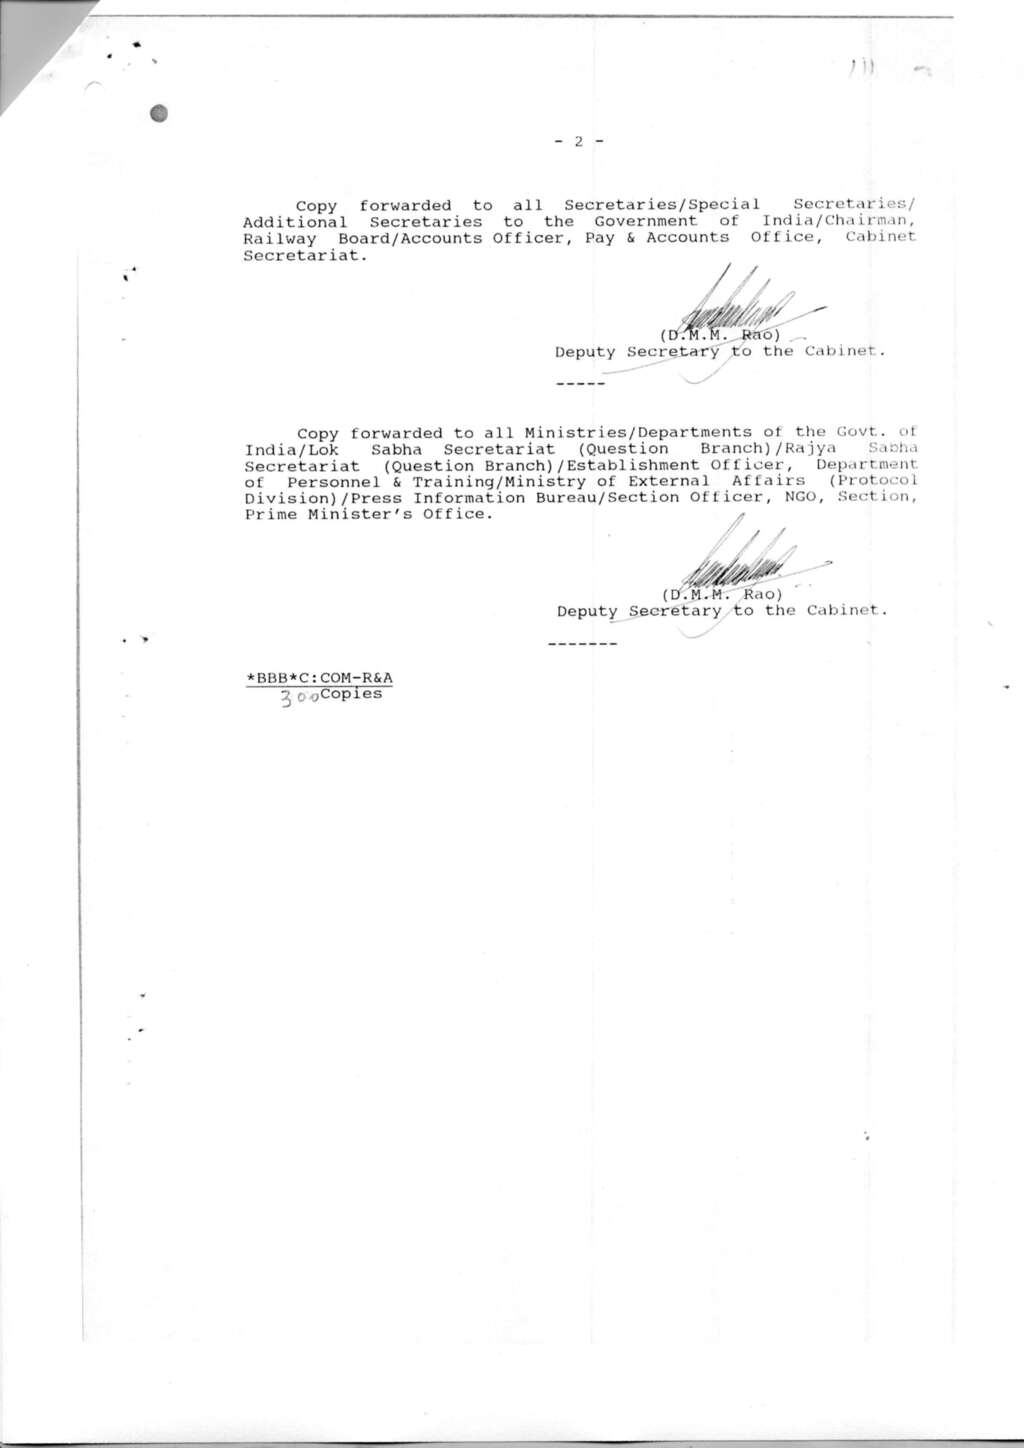 - 2 -
Copy forwarded to all Secretaries/Special Secretaries/
Additional Secretaries to the Government of India/Chairman,
Railway Board/Accounts Officer, Pay & Accounts Office, Cabinet
Secretariat.
(D.M.M. Rao)
Deputy Secretary to the Cabinet.
-----
Copy forwarded to all Ministries/Departments of the Govt. of
India/Lok Sabha Secretariat (Question Branch)/Rajya Sabha
Secretariat (Question Branch)/Establishment Officer, Department
of Personnel & Training/Ministry of External Affairs (Protocol
Division)/Press Information Bureau/Section Officer, NGO, Section,
Prime Minister's Office.
(D.M.M. Rao)
Deputy Secretary to the Cabinet.
-------
*BBB*C:COM-R&A
300 Copies